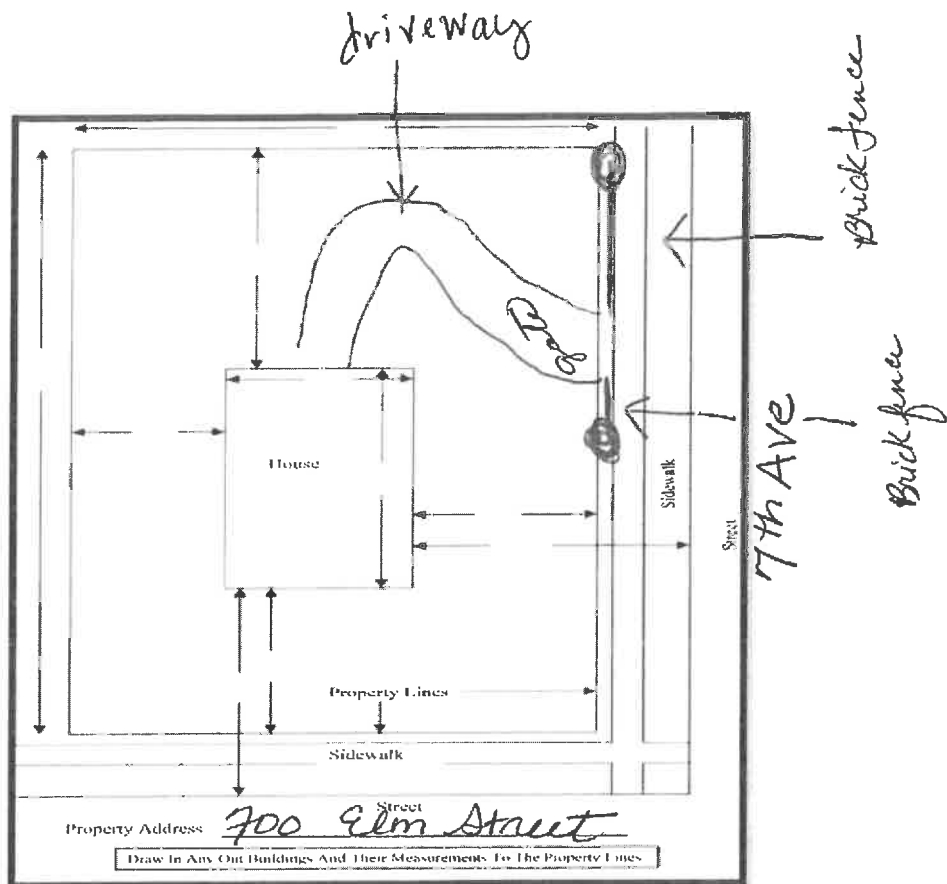 driveway
Brick fence
gate
Brick fence
7th Ave
House
Sidewalk
Street
Property Lines
Sidewalk
Street
Property Address 700 Elm Street
Draw In Any Out Buildings And Their Measurements To The Property Lines